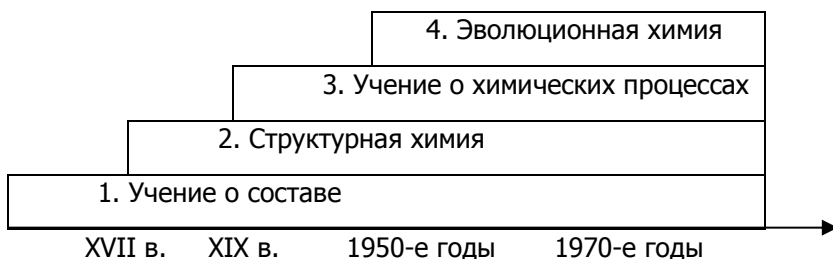 4. Эволюционная химия
3. Учение о химических процессах
2. Структурная химия
1. Учение о составе
XVII в. XIX в. 1950-е годы 1970-е годы